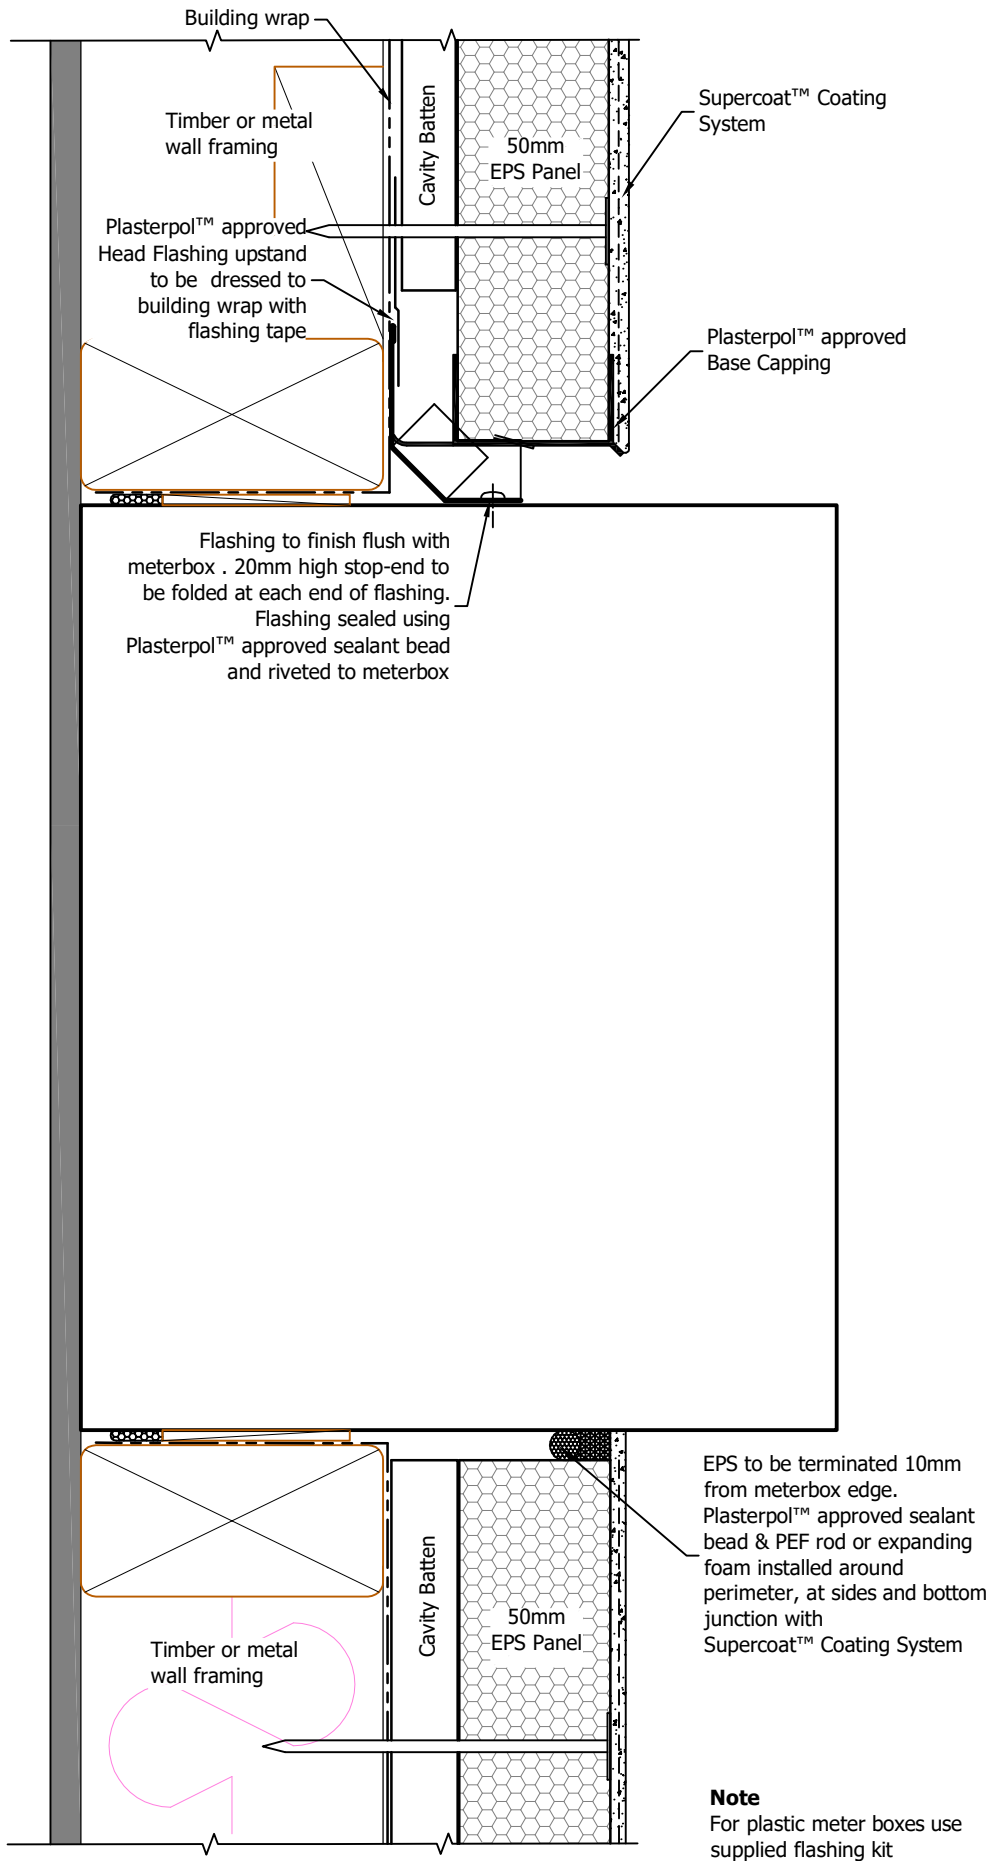 Building wrap
Timber or metal
wall framing
Cavity Batten
50mm
EPS Panel
Supercoat™ Coating
System
Plasterpol™ approved
Head Flashing upstand
to be dressed to
building wrap with
flashing tape
Plasterpol™ approved
Base Capping
Flashing to finish flush with
meterbox . 20mm high stop-end to
be folded at each end of flashing.
Flashing sealed using
Plasterpol™ approved sealant bead
and riveted to meterbox
EPS to be terminated 10mm
from meterbox edge.
Plasterpol™ approved sealant
bead & PEF rod or expanding
foam installed around
perimeter, at sides and bottom
junction with
Supercoat™ Coating System
Timber or metal
wall framing
Cavity Batten
50mm
EPS Panel
Note
For plastic meter boxes use
supplied flashing kit